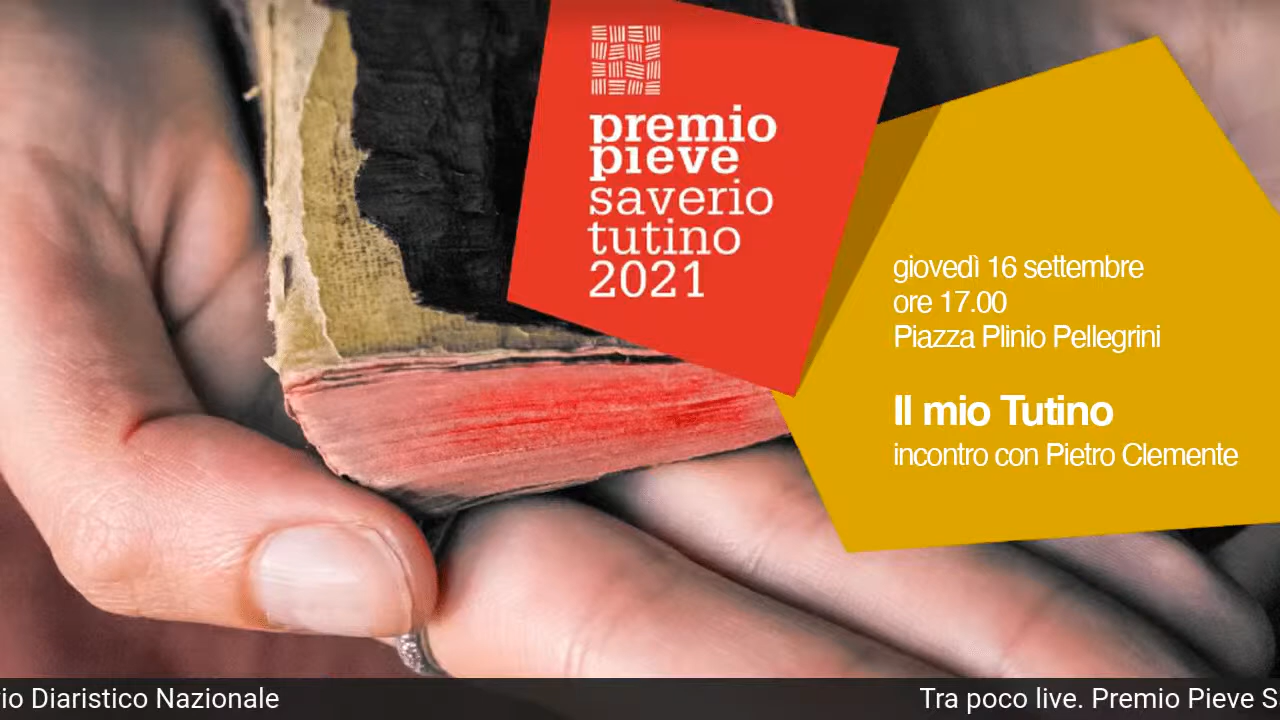 premio
pieve
saverio
tutino
2021
giovedì 16 settembre
ore 17.00
Piazza Plinio Pellegrini
Il mio Tutino
incontro con Pietro Clemente
Diaristico Nazionale
Tra poco live. Premio Pieve